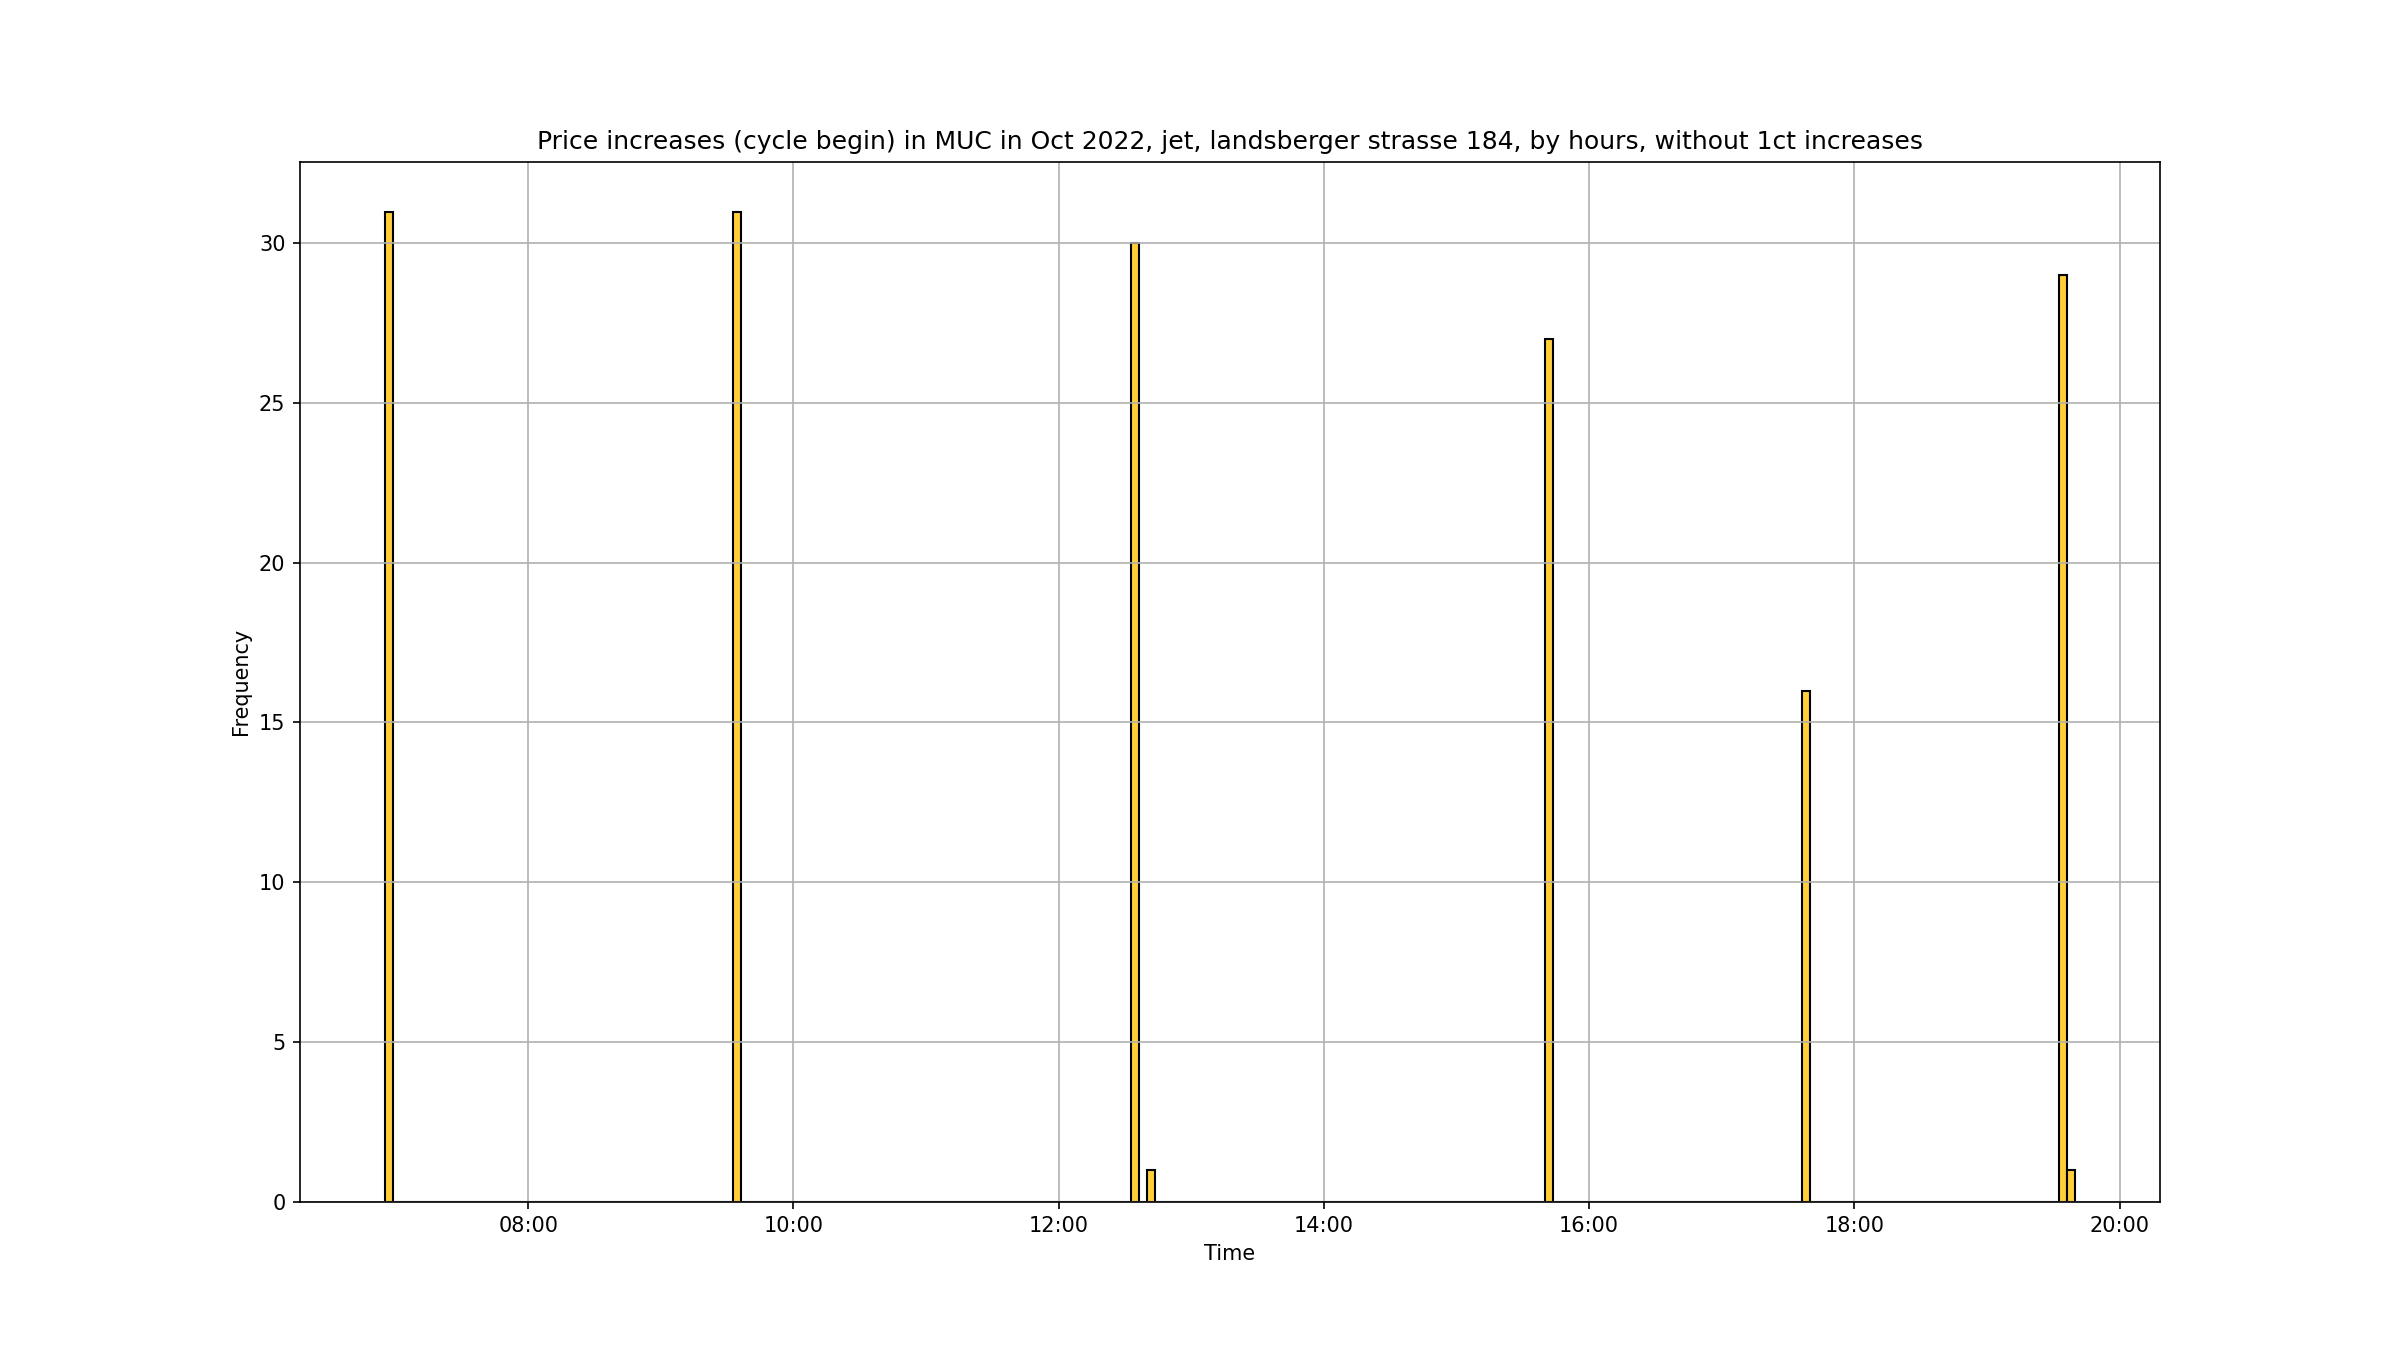 Price increases (cycle begin) in MUC in Oct 2022, jet, landsberger strasse 184, by hours, without 1ct increases
30
25
20
15
10
5
0
Frequency
08:00 10:00 12:00 14:00 16:00 18:00 20:00
Time